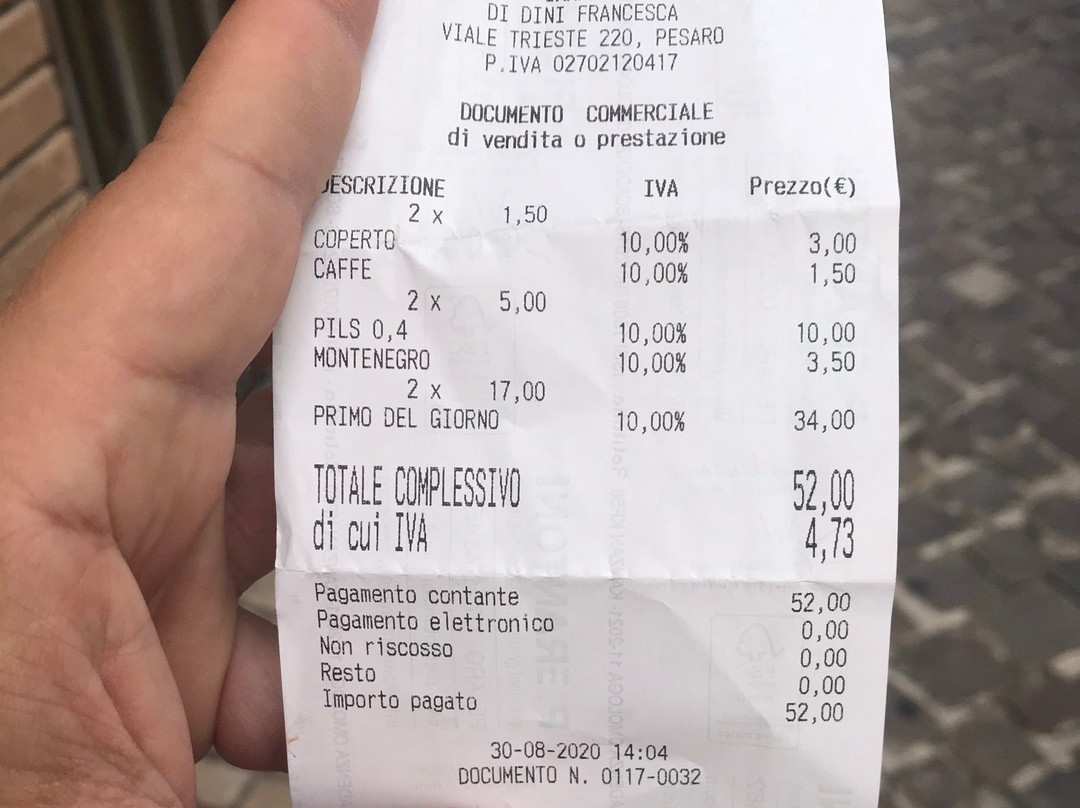 DI DINI FRANCESCA
VIALE TRIESTE 220, PESARO
P.IVA 02702120417
DOCUMENTO COMMERCIALE
di vendita o prestazione
DESCRIZIONE IVA Prezzo(€)
2 x 1,50
COPERTO 10,00% 3,00
CAFFE 10,00% 1,50
2 x 5,00
PILS 0,4 10,00% 10,00
MONTENEGRO 10,00% 3,50
2 x 17,00
PRIMO DEL GIORNO 10,00% 34,00
TOTALE COMPLESSIVO 52,00
di cui IVA 4,73
Pagamento contante 52,00
Pagamento elettronico 0,00
Non riscosso 0,00
Resto 0,00
Importo pagato 52,00
30-08-2020 14:04
DOCUMENTO N. 0117-0032